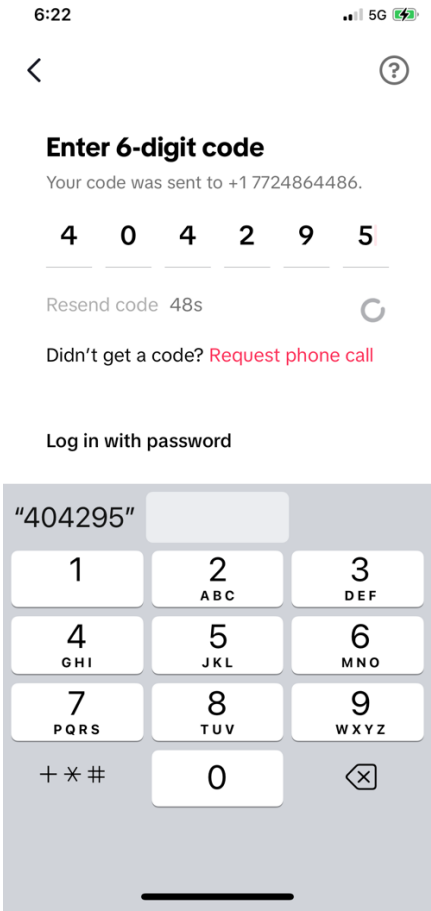 6:22 5G
?
Enter 6-digit code
Your code was sent to +1 7724864486.
4 0 4 2 9 5
Resend code 48s
Didn't get a code? Request phone call
Log in with password
"404295"
1 2 3
ABC DEF
4 5 6
GHI JKL MNO
7 8 9
PQRS TUV WXYZ
+*# 0